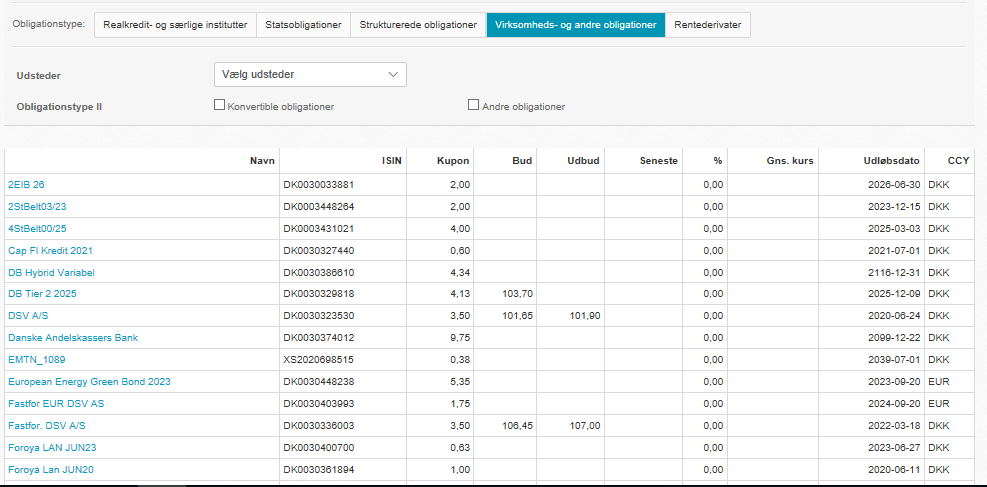 Obligationstype: Realkredit- og særlige institutter Statsobligationer Strukturerede obligationer Virksomheds- og andre obligationer Rentederivater
Udsteder Vælg udsteder
Obligationstype II Konvertible obligationer Andre obligationer
Navn ISIN Kupon Bud Udbud Seneste % Gns. kurs Udløbsdato CCY
2EIB 26 DK0030033881 2,00 0,00 2026-06-30 DKK
2StBelt03/23 DK0003448264 2,00 0,00 2023-12-15 DKK
4StBelt00/25 DK0003431021 4,00 0,00 2025-03-03 DKK
Cap FI Kredit 2021 DK0030327440 0,60 0,00 2021-07-01 DKK
DB Hybrid Variabel DK0030386610 4,34 0,00 2116-12-31 DKK
DB Tier 2 2025 DK0030329818 4,13 103,70 0,00 2025-12-09 DKK
DSV A/S DK0030323530 3,50 101,65 101,90 0,00 2020-06-24 DKK
Danske Andelskassers Bank DK0030374012 9,75 0,00 2099-12-22 DKK
EMTN_1089 XS2020698515 0,38 0,00 2039-07-01 DKK
European Energy Green Bond 2023 DK0030448238 5,35 0,00 2023-09-20 EUR
Fastfor EUR DSV AS DK0030403993 1,75 0,00 2024-09-20 EUR
Fastfor. DSV A/S DK0030336003 3,50 106,45 107,00 0,00 2022-03-18 DKK
Foroya LAN JUN23 DK0030400700 0,63 0,00 2023-06-27 DKK
Foroya Lan JUN20 DK0030361894 1,00 0,00 2020-06-11 DKK